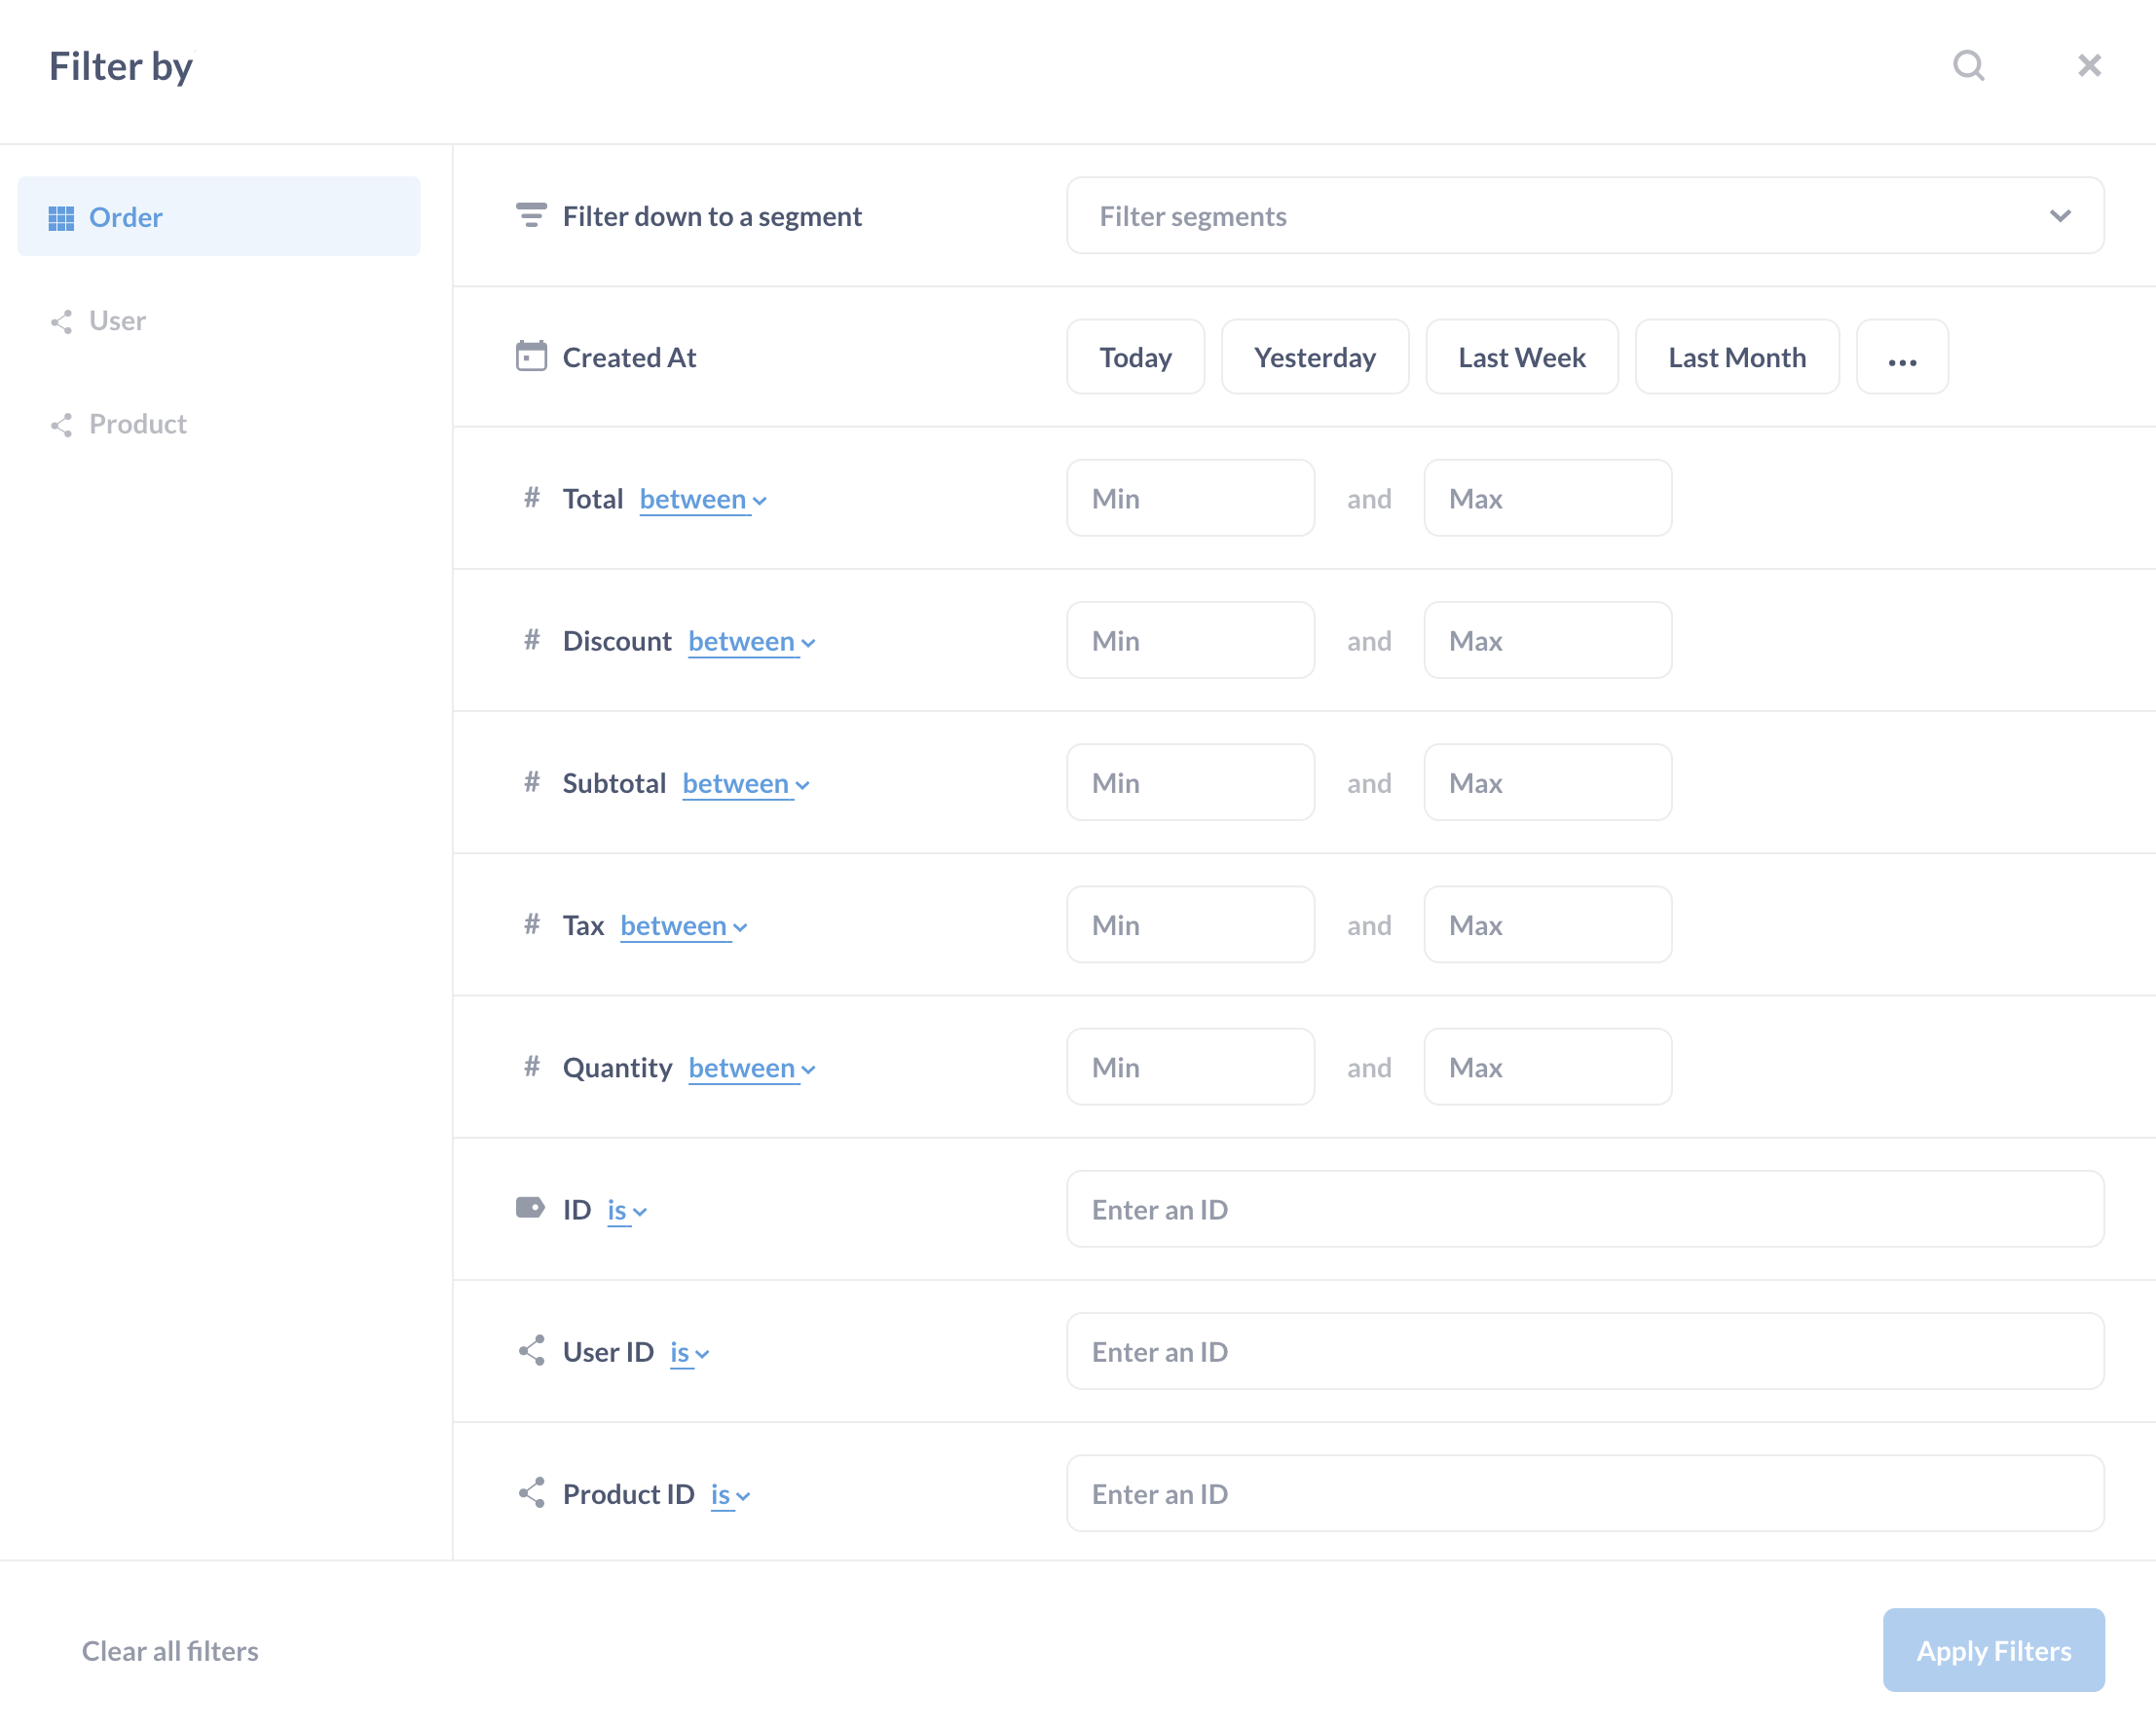 Filter by
Order
User
Product
Filter down to a segment Filter segments
Created At Today Yesterday Last Week Last Month ...
# Total between Min and Max
# Discount between Min and Max
# Subtotal between Min and Max
# Tax between Min and Max
# Quantity between Min and Max
ID is Enter an ID
User ID is Enter an ID
Product ID is Enter an ID
Clear all filters Apply Filters